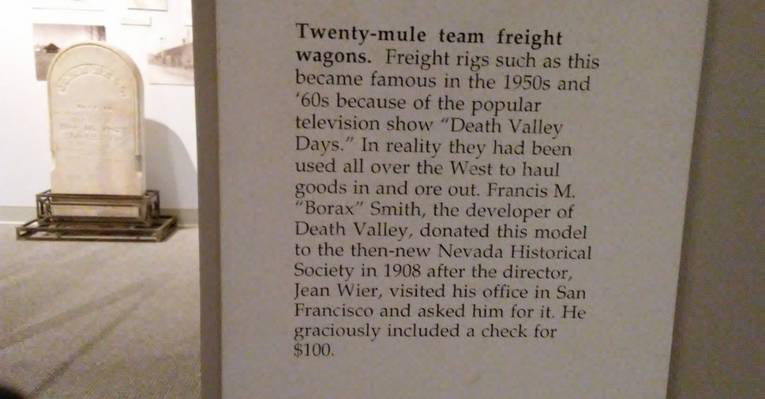 Twenty-mule team freight
wagons. Freight rigs such as this
became famous in the 1950s and
'60s because of the popular
television show "Death Valley
Days." In reality they had been
used all over the West to haul
goods in and ore out. Francis M.
"Borax" Smith, the developer of
Death Valley, donated this model
to the then-new Nevada Historical
Society in 1908 after the director,
Jean Wier, visited his office in San
Francisco and asked him for it. He
graciously included a check for
$100.